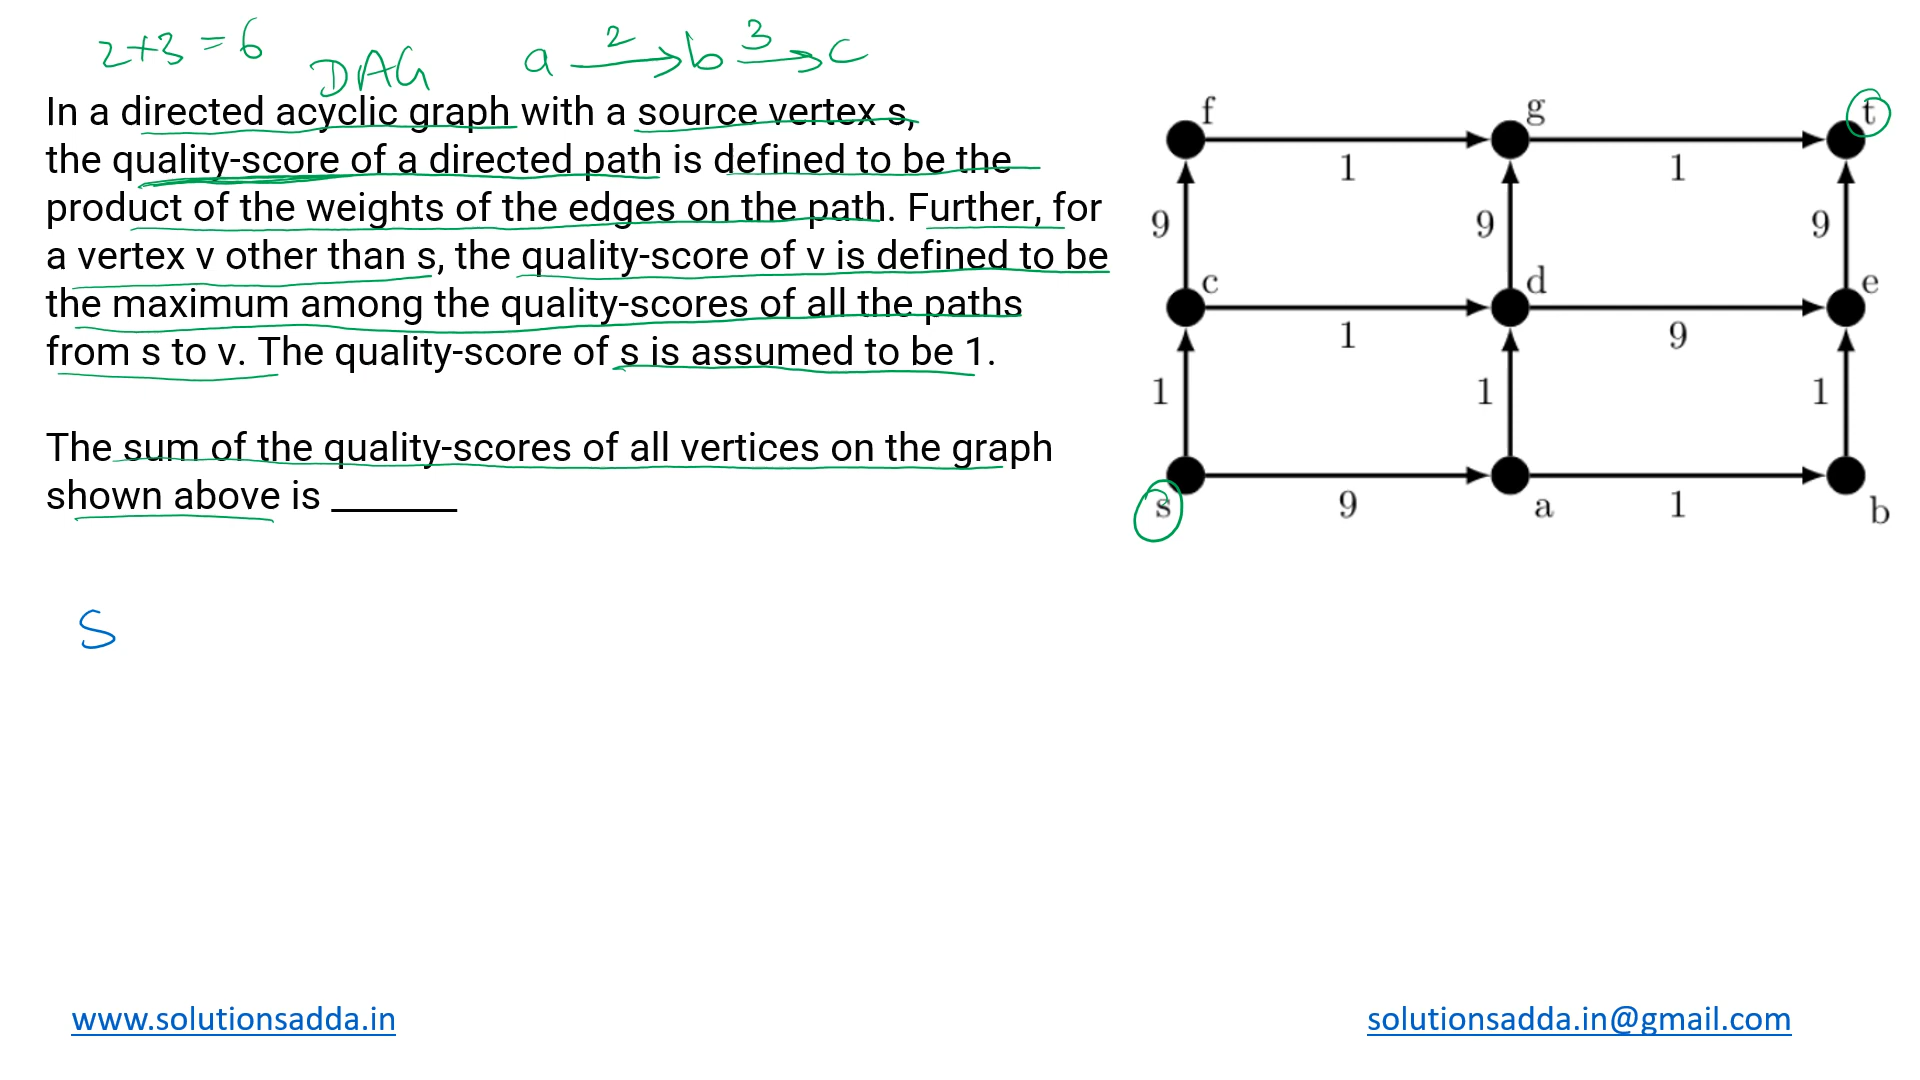 2+3 = 6
DAG
a 2 b 3 c
In a directed acyclic graph with a source vertex s,
the quality-score of a directed path is defined to be the
product of the weights of the edges on the path. Further, for
a vertex v other than s, the quality-score of v is defined to be
the maximum among the quality-scores of all the paths
from s to v. The quality-score of s is assumed to be 1.
The sum of the quality-scores of all vertices on the graph
shown above is ______
S
f g t
1 1
9 9 9
c d e
1 9
1 1 1
s 9 a 1 b
www.solutionsadda.in
solutionsadda.in@gmail.com